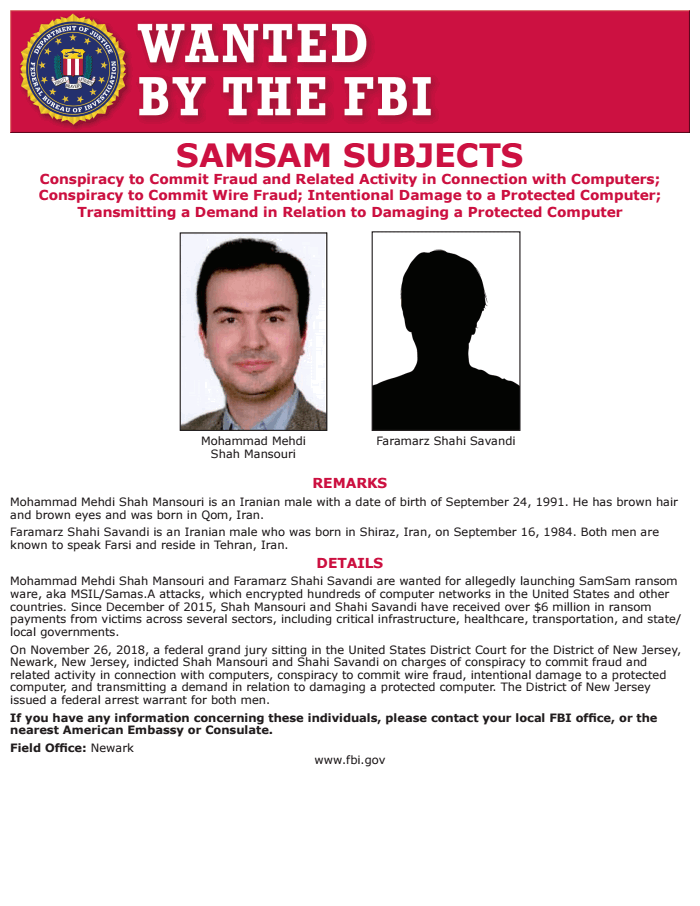 DEPARTMENT OF JUSTICE
FEDERAL BUREAU OF INVESTIGATION
WANTED
BY THE FBI
SAMSAM SUBJECTS
Conspiracy to Commit Fraud and Related Activity in Connection with Computers;
Conspiracy to Commit Wire Fraud; Intentional Damage to a Protected Computer;
Transmitting a Demand in Relation to Damaging a Protected Computer
Mohammad Mehdi
Shah Mansouri
Faramarz Shahi Savandi
REMARKS
Mohammad Mehdi Shah Mansouri is an Iranian male with a date of birth of September 24, 1991. He has brown hair
and brown eyes and was born in Qom, Iran.
Faramarz Shahi Savandi is an Iranian male who was born in Shiraz, Iran, on September 16, 1984. Both men are
known to speak Farsi and reside in Tehran, Iran.
DETAILS
Mohammad Mehdi Shah Mansouri and Faramarz Shahi Savandi are wanted for allegedly launching SamSam ransom
ware, aka MSIL/Samas.A attacks, which encrypted hundreds of computer networks in the United States and other
countries. Since December of 2015, Shah Mansouri and Shahi Savandi have received over $6 million in ransom
payments from victims across several sectors, including critical infrastructure, healthcare, transportation, and state/
local governments.
On November 26, 2018, a federal grand jury sitting in the United States District Court for the District of New Jersey,
Newark, New Jersey, indicted Shah Mansouri and Shahi Savandi on charges of conspiracy to commit fraud and
related activity in connection with computers, conspiracy to commit wire fraud, intentional damage to a protected
computer, and transmitting a demand in relation to damaging a protected computer. The District of New Jersey
issued a federal arrest warrant for both men.
If you have any information concerning these individuals, please contact your local FBI office, or the
nearest American Embassy or Consulate.
Field Office: Newark
www.fbi.gov